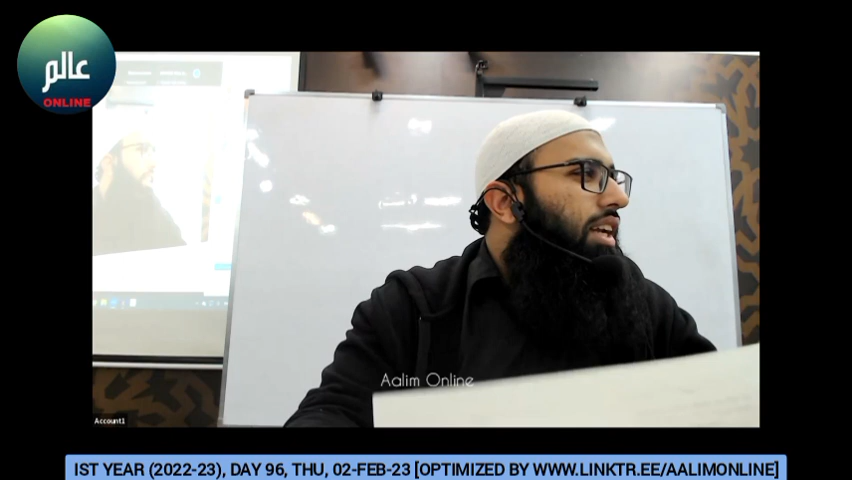 عالم
ONLINE
Aalim Online
Account1
IST YEAR (2022-23), DAY 96, THU, 02-FEB-23 [OPTIMIZED BY WWW.LINKTR.EE/AALIMONLINE]